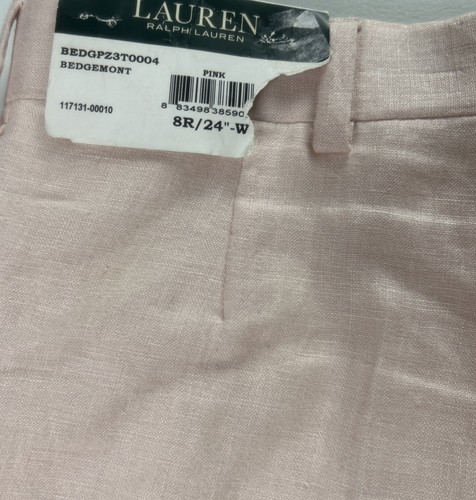 LAUREN
RALPH LAUREN
BEDGPZ3T0004
BEDGEMONT
PINK
117131-00010
8 83498 38590
8R/24"-W